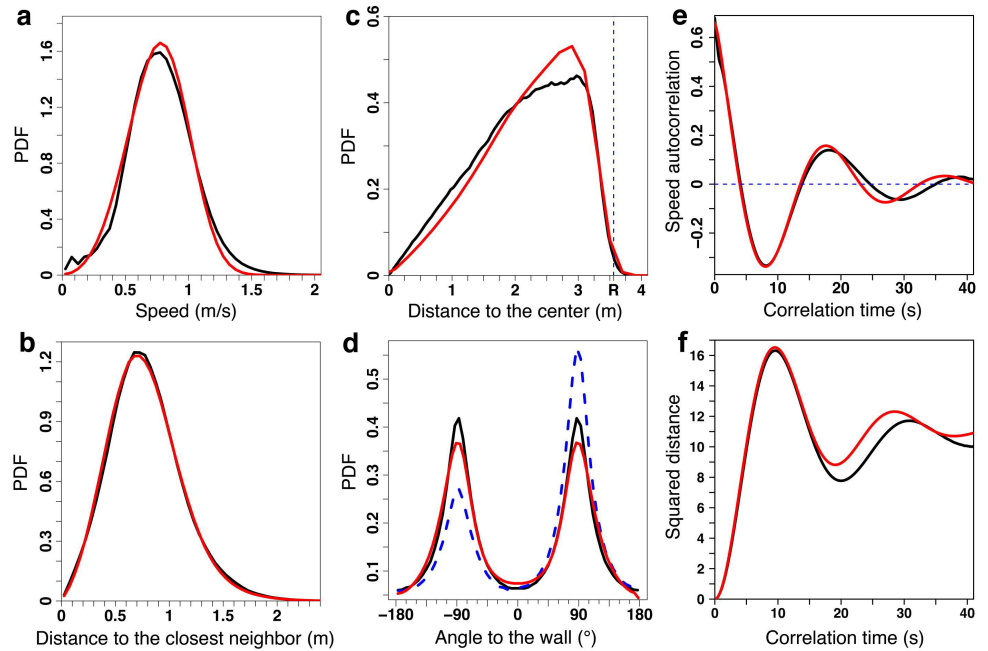 a
PDF
0 0.4 0.8 1.2 1.6
0 0.5 1 1.5 2
Speed (m/s)
c
PDF
0 0.2 0.4 0.6
0 1 2 3 R 4
Distance to the center (m)
e
Speed autocorrelation
−0.2 0 0.2 0.6
0 10 20 30 40
Correlation time (s)
b
PDF
0 0.3 0.6 0.9 1.2
0 0.5 1 1.5 2
Distance to the closest neighbor (m)
d
PDF
0.1 0.2 0.3 0.4 0.5
−180 −90 0 90 180
Angle to the wall (°)
f
Squared distance
0 2 4 6 8 10 12 14 16
0 10 20 30 40
Correlation time (s)